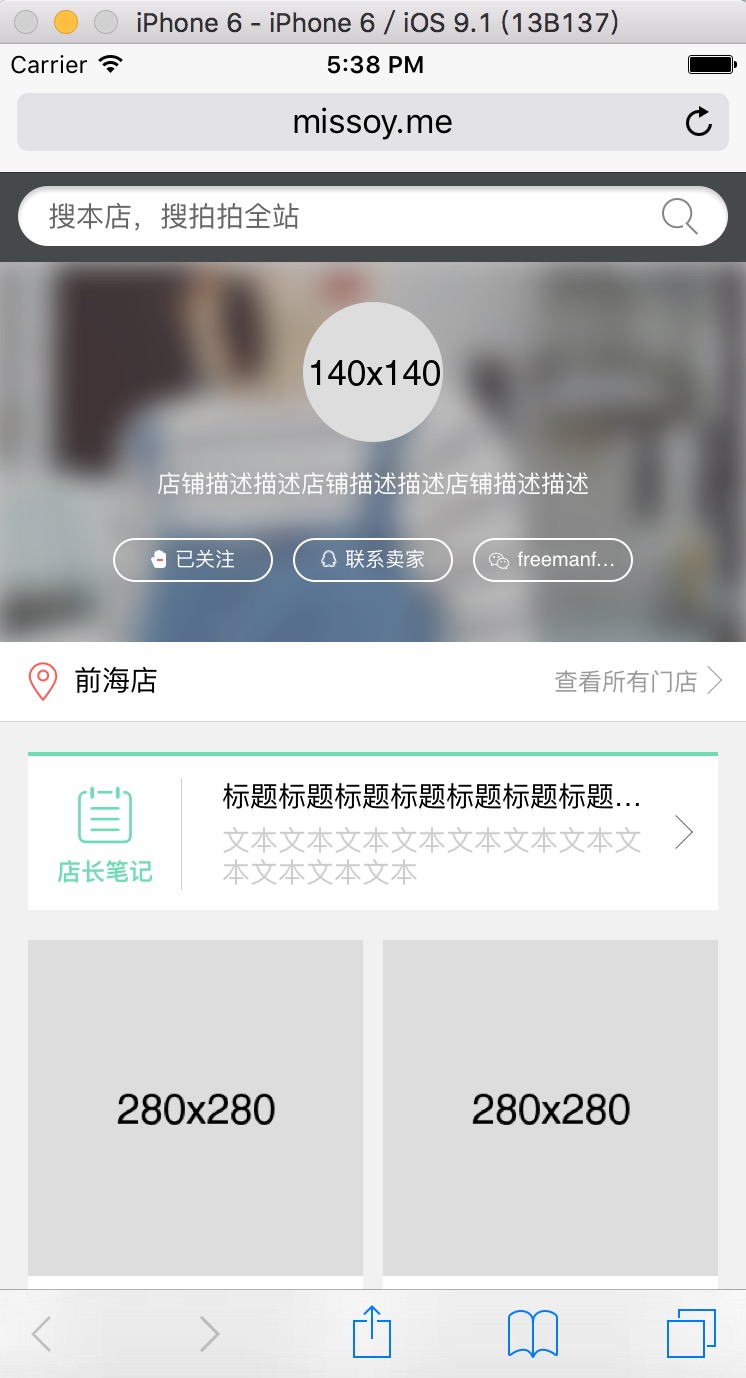 iPhone 6 - iPhone 6 / iOS 9.1 (13B137)
Carrier 5:38 PM
missoy.me
搜本店，搜拍拍全站
140x140
店铺描述描述店铺描述描述店铺描述描述
已关注 联系卖家 freemanf...
前海店 查看所有门店
标题标题标题标题标题标题标题...
文本文本文本文本文本文本文本文
本文本文本文本
店长笔记
280x280 280x280